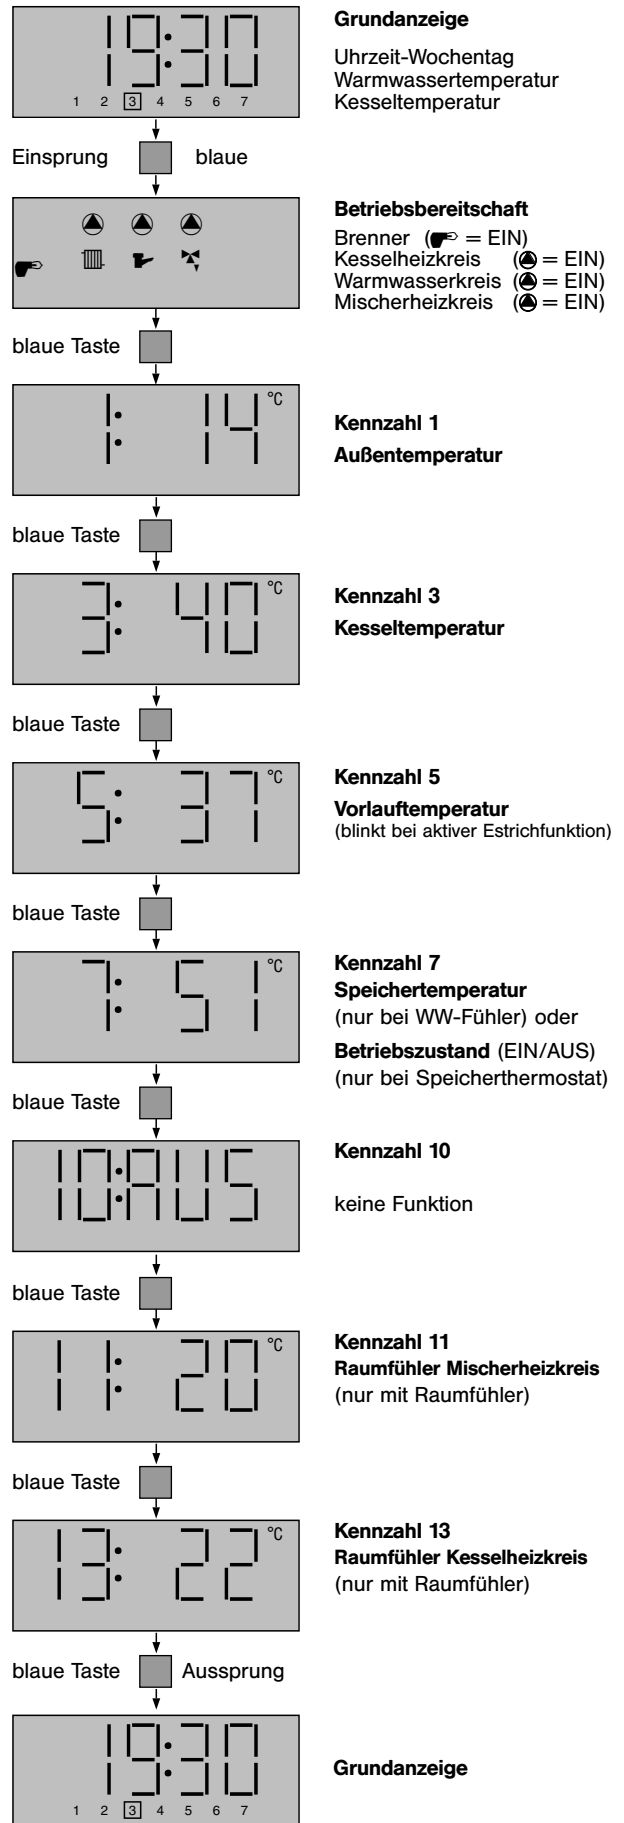 19:30
1 2 3 4 5 6 7
Grundanzeige
Uhrzeit-Wochentag
Warmwassertemperatur
Kesseltemperatur
Einsprung blaue
Betriebsbereitschaft
Brenner ( = EIN)
Kesselheizkreis ( = EIN)
Warmwasserkreis ( = EIN)
Mischerheizkreis ( = EIN)
blaue Taste
1: 14 °C
Kennzahl 1
Außentemperatur
blaue Taste
3: 40 °C
Kennzahl 3
Kesseltemperatur
blaue Taste
5: 37 °C
Kennzahl 5
Vorlauftemperatur
(blinkt bei aktiver Estrichfunktion)
blaue Taste
7: 51 °C
Kennzahl 7
Speichertemperatur
(nur bei WW-Fühler) oder
Betriebszustand (EIN/AUS)
(nur bei Speicherthermostat)
blaue Taste
10:AUS
Kennzahl 10
keine Funktion
blaue Taste
11: 20 °C
Kennzahl 11
Raumfühler Mischerheizkreis
(nur mit Raumfühler)
blaue Taste
13: 22 °C
Kennzahl 13
Raumfühler Kesselheizkreis
(nur mit Raumfühler)
blaue Taste Aussprung
19:30
1 2 3 4 5 6 7
Grundanzeige